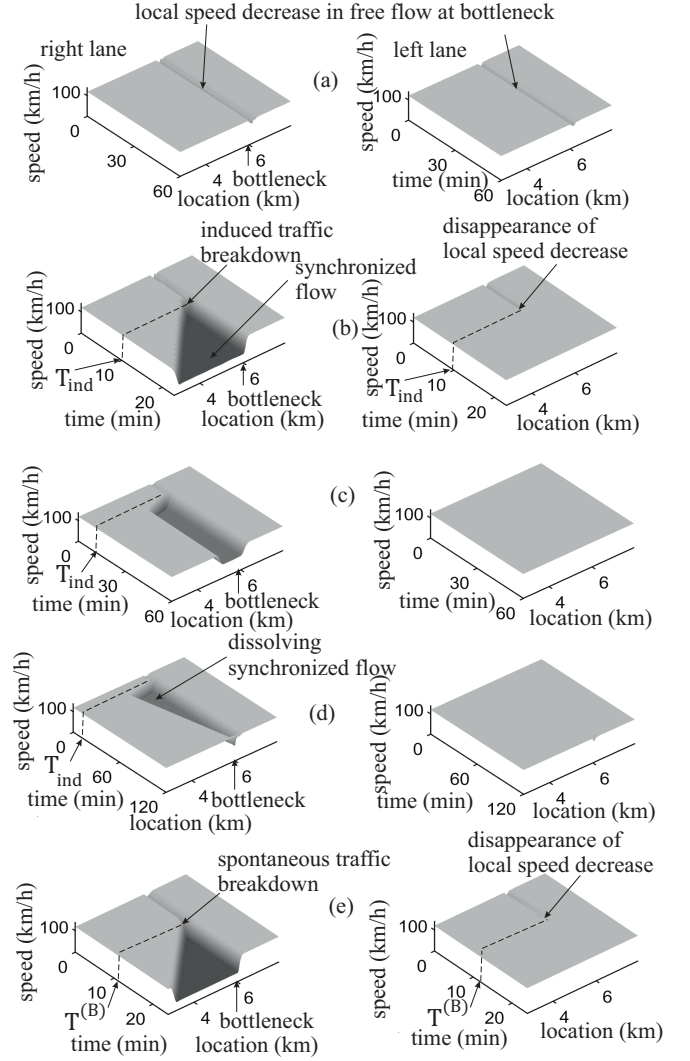 local speed decrease in free flow at bottleneck
right lane
left lane
(a)
speed (km/h)
100
0
30
60
4
6
bottleneck
location (km)
speed (km/h)
100
0
30
60
time (min)
4
6
location (km)
induced traffic
breakdown
synchronized
flow
disappearance of
local speed decrease
(b)
speed (km/h)
100
0
T ind
10
20
time (min)
4
6
bottleneck
location (km)
speed (km/h)
100
0
T ind
10
20
time (min)
4
6
location (km)
(c)
speed (km/h)
100
0
T ind
30
60
time (min)
4
6
bottleneck
location (km)
speed (km/h)
100
0
30
60
time (min)
4
6
location (km)
dissolving
synchronized flow
(d)
speed (km/h)
100
0
T ind
60
120
time (min)
4
6
bottleneck
location (km)
speed (km/h)
100
0
60
120
time (min)
4
6
location (km)
spontaneous traffic
breakdown
disappearance of
local speed decrease
(e)
speed (km/h)
100
0
10
20
T(B)
time (min)
4
6
bottleneck
location (km)
speed (km/h)
100
0
10
20
T(B)
time (min)
4
6
location (km)